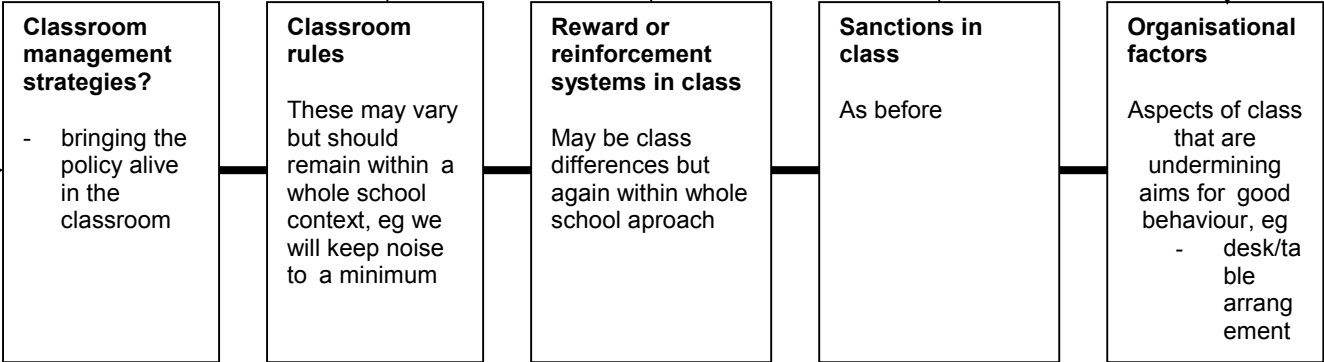 Classroom
management
strategies?
- bringing the
policy alive
in the
classroom
Classroom
rules
These may vary
but should
remain within a
whole school
context, eg we
will keep noise
to a minimum
Reward or
reinforcement
systems in class
May be class
differences but
again within whole
school aproach
Sanctions in
class
As before
Organisational
factors
Aspects of class
that are
undermining
aims for good
behaviour, eg
- desk/ta
ble
arrang
ement